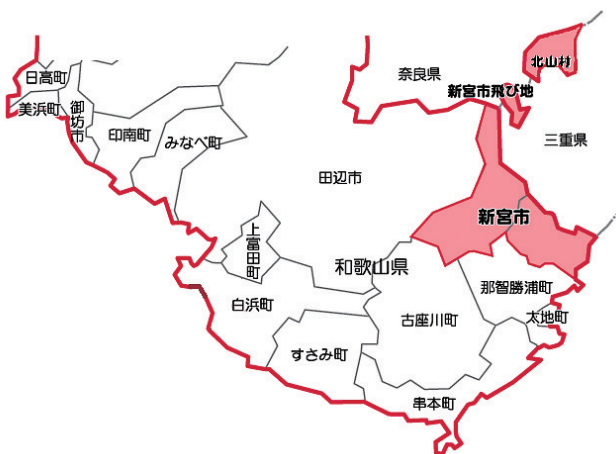 北山村
奈良県
日高町
新宮市飛び地
美浜町
御坊市
印南町
みなべ町
三重県
田辺市
新宮市
上富田町
和歌山県
那智勝浦町
白浜町
古座川町
太地町
すさみ町
串本町